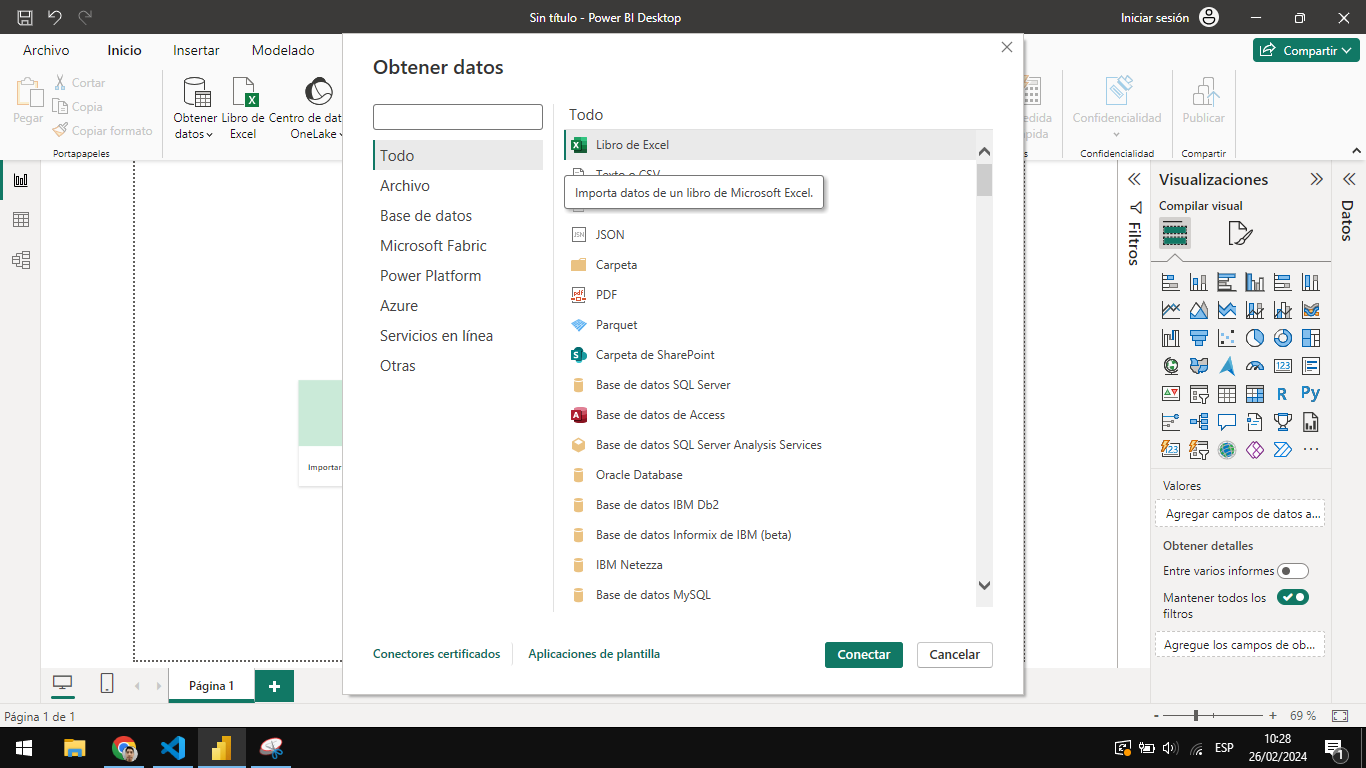 Sin título - Power BI Desktop
Iniciar sesión
Archivo
Inicio
Insertar
Modelado
Compartir
Pegar
Cortar
Copia
Copiar formato
Portapapeles
Obtener
datos
Libro de
Excel
Centro de dat
OneLake
edida
ápida
Confidencialidad
Confidencialidad
Publicar
Compartir
Obtener datos
Todo
Archivo
Base de datos
Microsoft Fabric
Power Platform
Azure
Servicios en línea
Otras
Todo
Libro de Excel
Texto o CSV
Importa datos de un libro de Microsoft Excel.
JSON
Carpeta
PDF
Parquet
Carpeta de SharePoint
Base de datos SQL Server
Base de datos de Access
Base de datos SQL Server Analysis Services
Oracle Database
Base de datos IBM Db2
Base de datos Informix de IBM (beta)
IBM Netezza
Base de datos MySQL
Conectores certificados
Aplicaciones de plantilla
Conectar
Cancelar
Importar
Filtros
Visualizaciones
Compilar visual
R
Py
123
Valores
Agregar campos de datos a...
Obtener detalles
Entre varios informes
Mantener todos los
filtros
Agregue los campos de ob...
Datos
Página 1
Página 1 de 1
69 %
ESP
10:28
26/02/2024
1